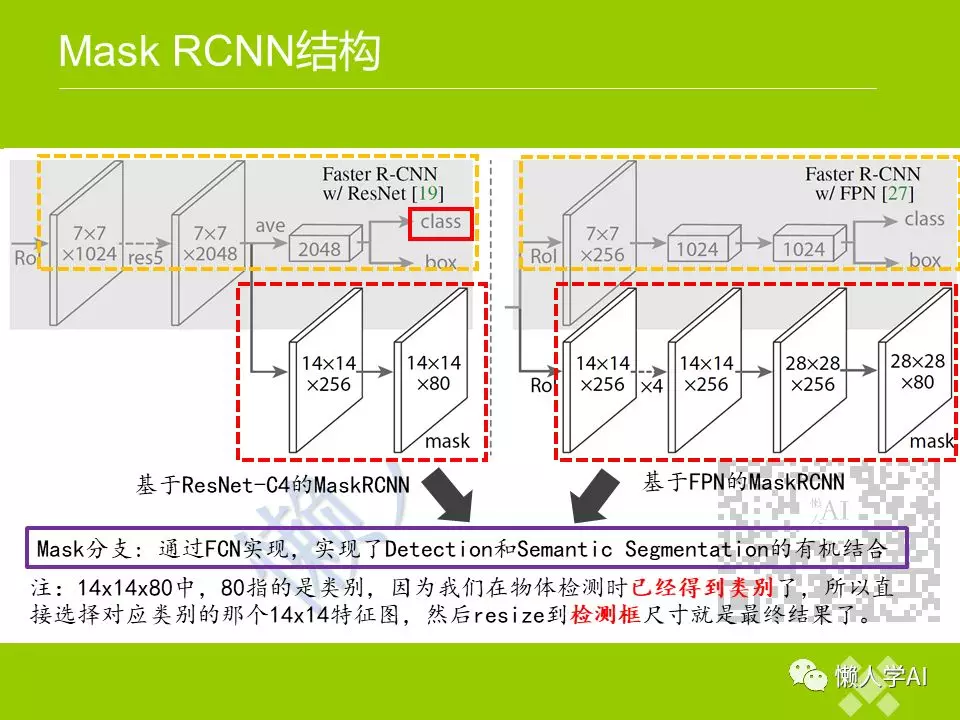 Mask RCNN结构
Faster R-CNN
w/ ResNet [19]
RoI
7×7
×1024
res5
7×7
×2048
ave
2048
class
box
14×14
×256
14×14
×80
mask
Faster R-CNN
w/ FPN [27]
RoI
7×7
×256
1024
1024
class
box
RoI
14×14
×256
×4
14×14
×256
28×28
×256
28×28
×80
mask
基于ResNet-C4的MaskRCNN
基于FPN的MaskRCNN
Mask分支：通过FCN实现，实现了Detection和Semantic Segmentation的有机结合
注：14x14x80中，80指的是类别，因为我们在物体检测时已经得到类别了，所以直
接选择对应类别的那个14x14特征图，然后resize到检测框尺寸就是最终结果了。
懒人学AI